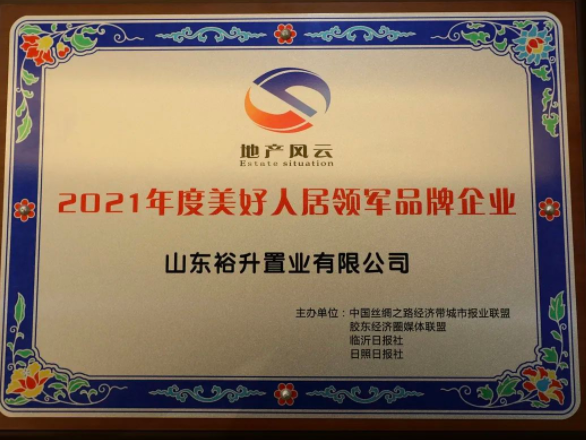 地产风云
Estate situation
2021年度美好人居领军品牌企业
山东裕升置业有限公司
主办单位：中国丝绸之路经济带城市报业联盟
胶东经济圈媒体联盟
临沂日报社
日照日报社